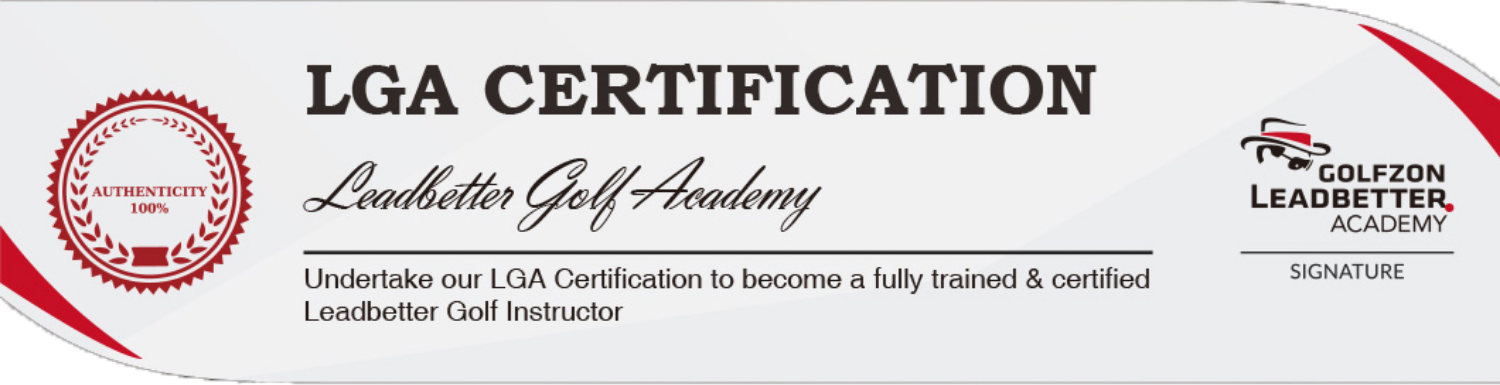 LGA CERTIFICATION
AUTHENTICITY
100%
Leadbetter Golf Academy
Undertake our LGA Certification to become a fully trained & certified
Leadbetter Golf Instructor
GOLFZON
LEADBETTER.
ACADEMY
SIGNATURE